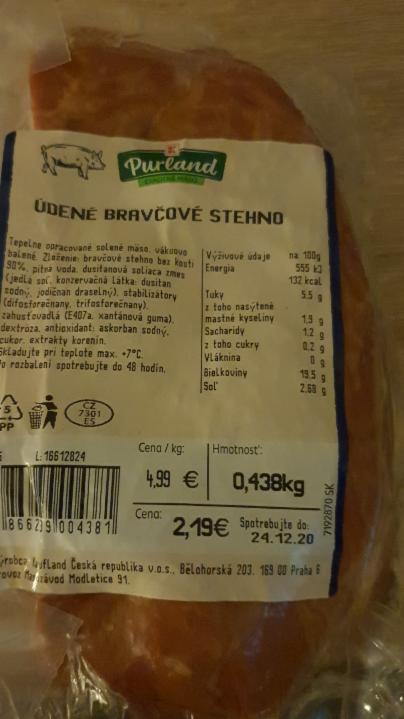 K
Purland
ÚDENÉ BRAVČOVÉ STEHNO
Tepelne opracované solené mäso, vákuovo
balené. Zloženie: bravčové stehno bez kosti
90%, pitná voda, dusitanová soliaca zmes
(jedlá soľ, konzervačná látka: dusitan
sodný, jodičnan draselný), stabilizátory
(difosforečnany, trifosforečnany),
zahusťovadlá (E407a, xantánová guma),
dextróza, antioxidant: askorban sodný,
cukor, extrakty korenín.
Skladujte pri teplote max. +7°C.
Po rozbalení spotrebujte do 48 hodín.
Výživové údaje na 100g
Energia 555 kJ
132 kcal
Tuky 5,5 g
z toho nasýtené
mastné kyseliny 1,9 g
Sacharidy 1,2 g
z toho cukry 0,2 g
Vláknina 0 g
Bielkoviny 19,5 g
Soľ 2,68 g
5
PP
CZ
7301
ES
L: 16612824
Cena / kg:
4,99 €
Hmotnosť:
0,438kg
Cena:
2,19€
Spotrebujte do:
24.12.20
7192870 SK
8662 9 004381
Kaufland Česká republika v.o.s., Bělohorská 203, 169 00 Praha 6
Modletice 91.